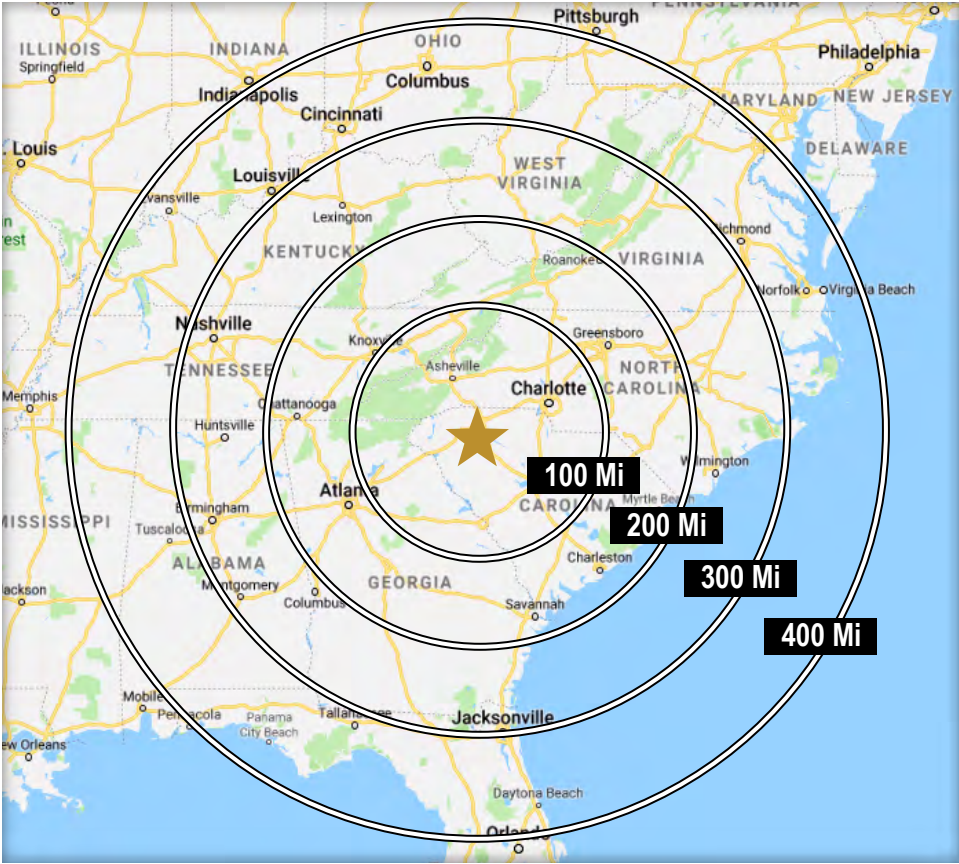 Pittsburgh
PENNSYLVANIA
ILLINOIS
INDIANA
OHIO
Springfield
Columbus
Philadelphia
Indianapolis
MARYLAND
NEW JERSEY
Cincinnati
Louis
DELAWARE
WEST
VIRGINIA
Louisville
Evansville
Lexington
Richmond
KENTUCKY
Roanoke
VIRGINIA
Norfolk
Virginia Beach
Nashville
Knoxville
Greensboro
TENNESSEE
Asheville
NORTH
CAROLINA
Memphis
Charlotte
Chattanooga
Huntsville
Wilmington
100 Mi
Atlanta
CAROLINA
Myrtle Beach
Birmingham
MISSISSIPPI
Tuscaloosa
200 Mi
ALABAMA
Charleston
300 Mi
GEORGIA
Jackson
Montgomery
Columbus
Savannah
400 Mi
Mobile
Pensacola
Panama
City Beach
Tallahassee
Jacksonville
New Orleans
Daytona Beach
Orlando